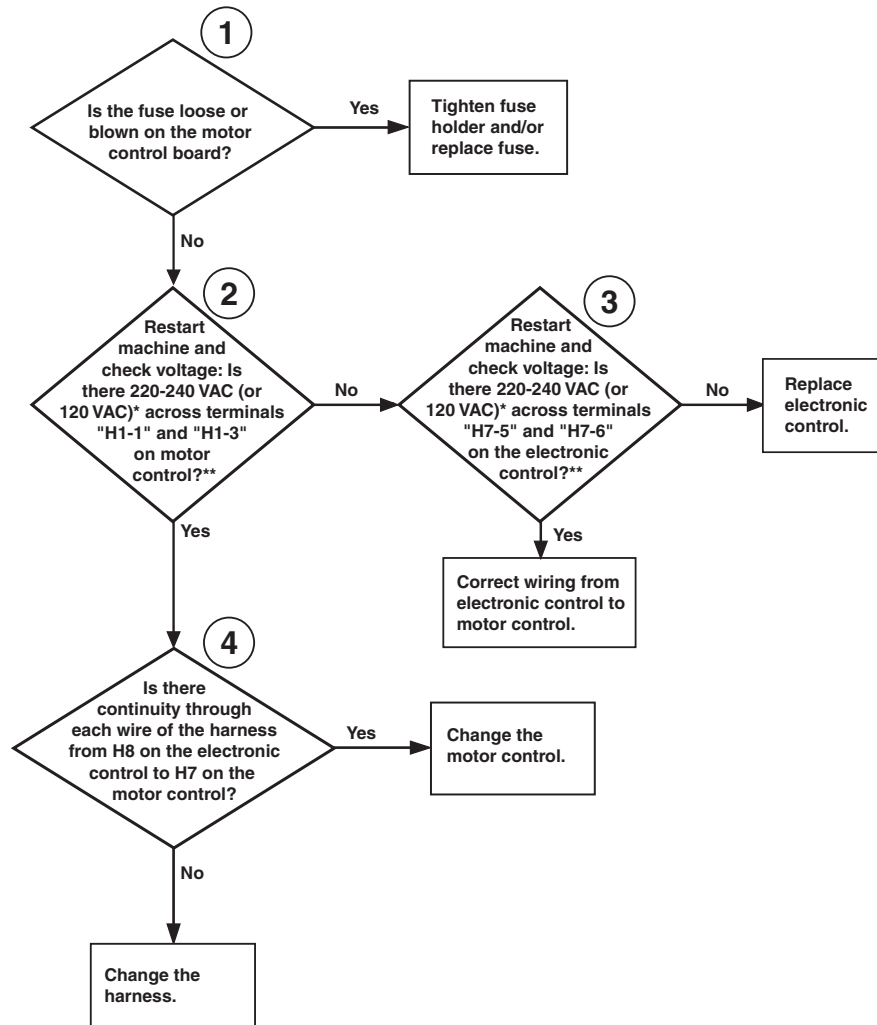 1
Is the fuse loose or
blown on the motor
control board?
Yes
Tighten fuse
holder and/or
replace fuse.
No
2
Restart
machine and
check voltage: Is
there 220-240 VAC (or
120 VAC)* across terminals
"H1-1" and "H1-3"
on motor
control?**
No
3
Restart
machine and
check voltage: Is
there 220-240 VAC (or
120 VAC)* across terminals
"H7-5" and "H7-6"
on the electronic
control?**
No
Replace
electronic
control.
Yes
Yes
Correct wiring from
electronic control to
motor control.
4
Is there
continuity through
each wire of the harness
from H8 on the electronic
control to H7 on the
motor control?
Yes
Change the
motor control.
No
Change the
harness.